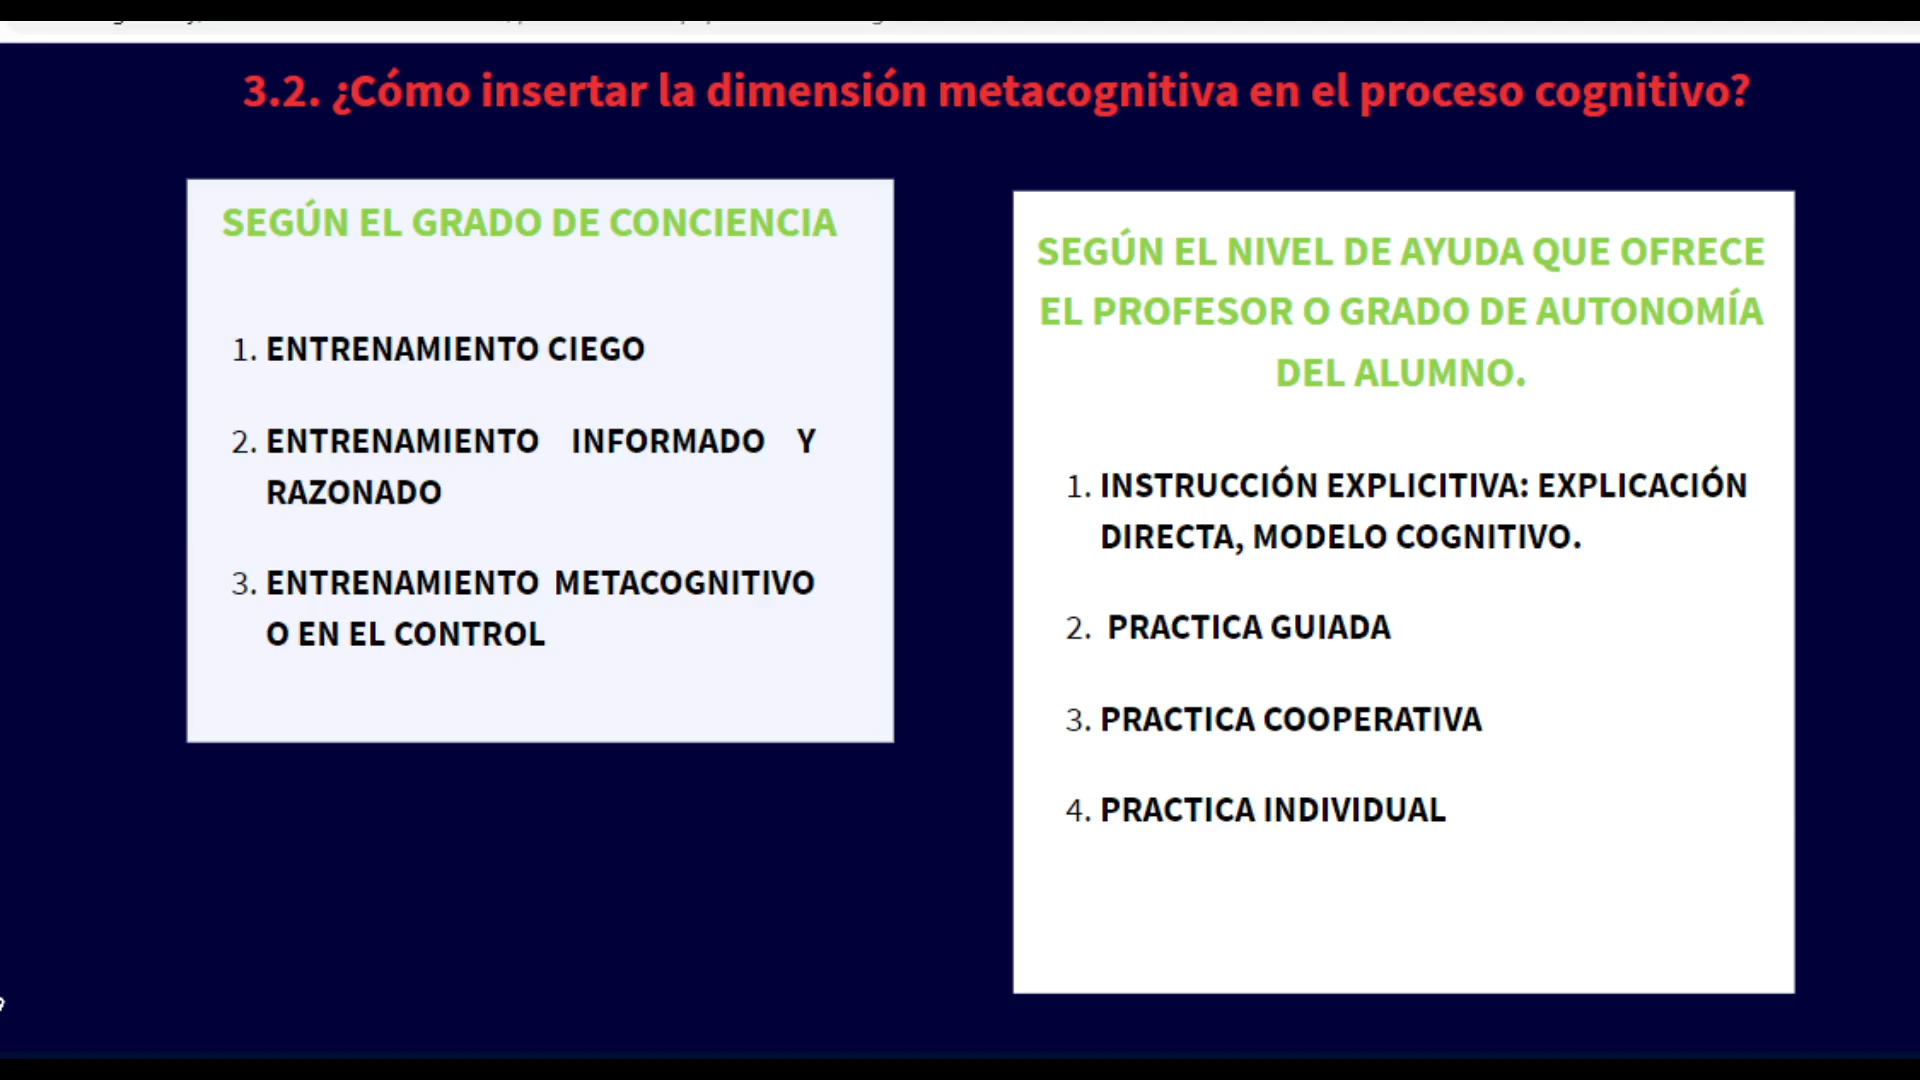 3.2. ¿Cómo insertar la dimensión metacognitiva en el proceso cognitivo?
SEGÚN EL GRADO DE CONCIENCIA
1. ENTRENAMIENTO CIEGO
2. ENTRENAMIENTO INFORMADO Y
RAZONADO
3. ENTRENAMIENTO METACOGNITIVO
O EN EL CONTROL
SEGÚN EL NIVEL DE AYUDA QUE OFRECE
EL PROFESOR O GRADO DE AUTONOMÍA
DEL ALUMNO.
1. INSTRUCCIÓN EXPLICITIVA: EXPLICACIÓN
DIRECTA, MODELO COGNITIVO.
2. PRACTICA GUIADA
3. PRACTICA COOPERATIVA
4. PRACTICA INDIVIDUAL